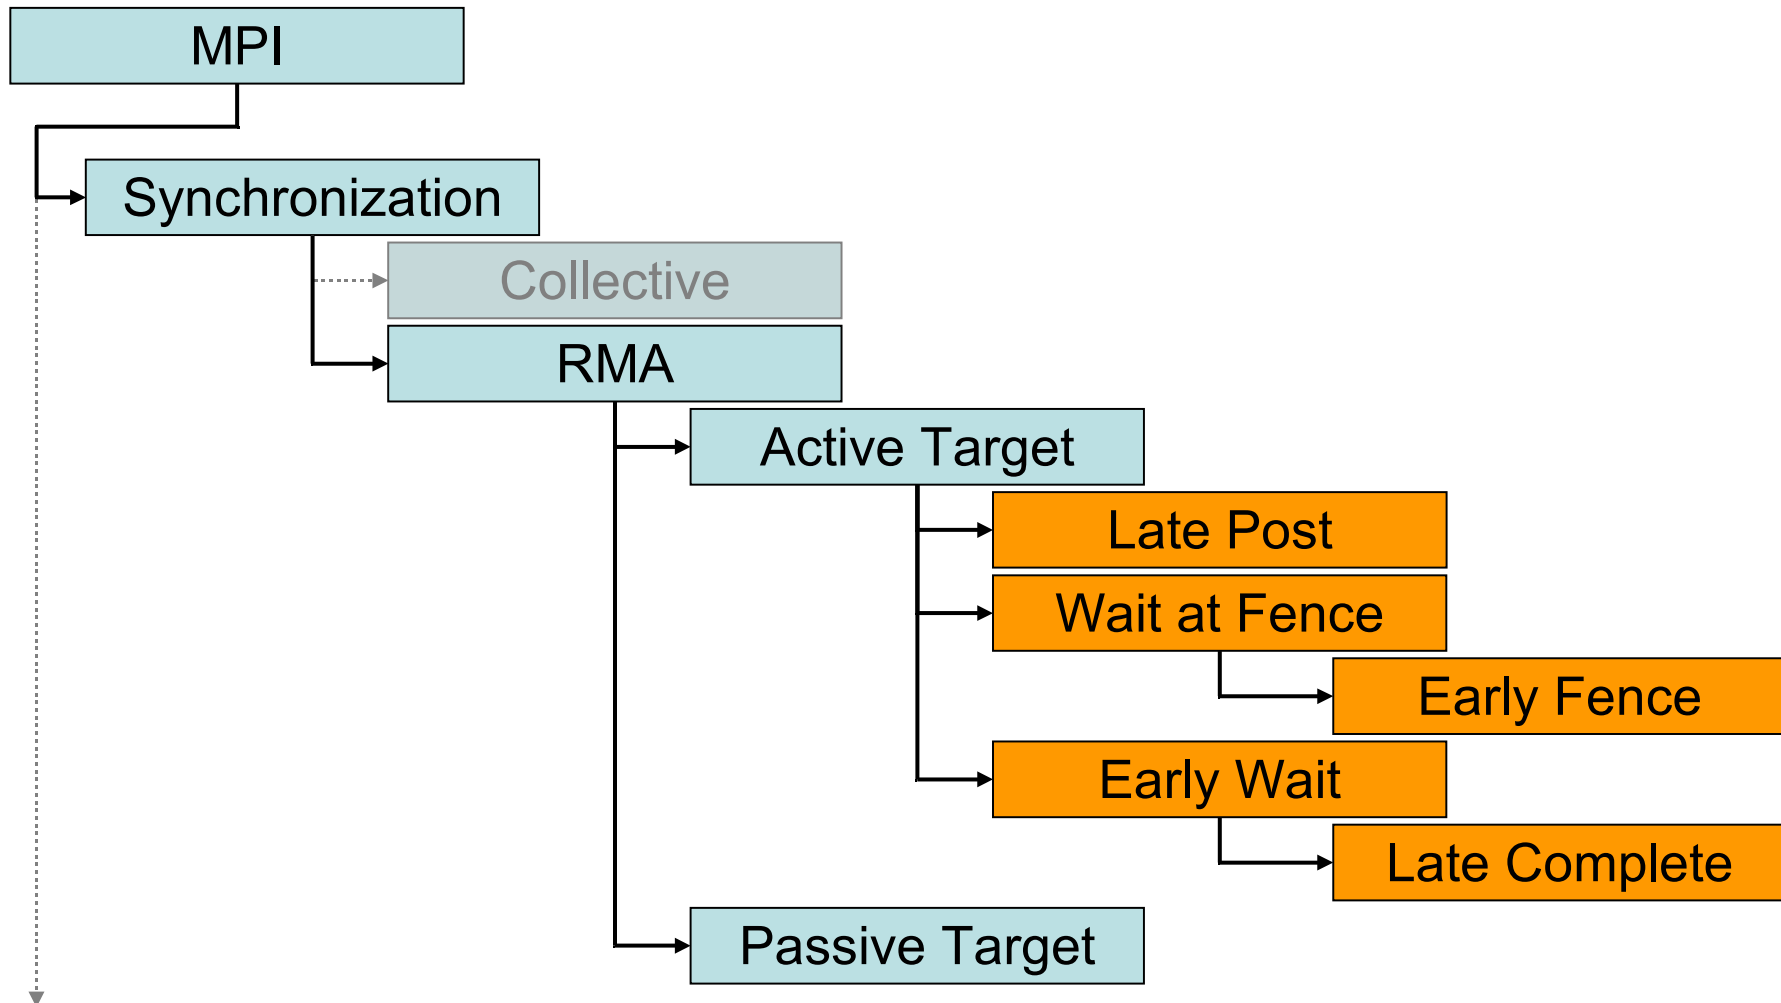 MPI
Synchronization
Collective
RMA
Active Target
Late Post
Wait at Fence
Early Fence
Early Wait
Late Complete
Passive Target